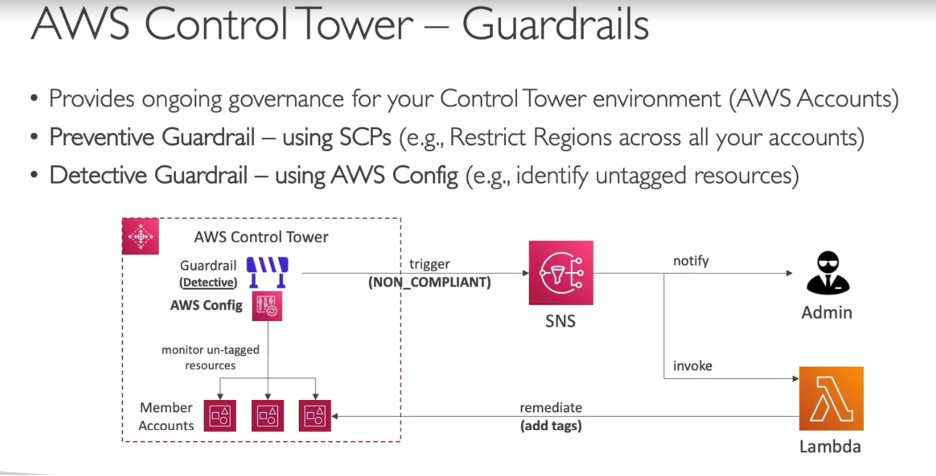 AWS Control Tower – Guardrails
• Provides ongoing governance for your Control Tower environment (AWS Accounts)
• Preventive Guardrail – using SCPs (e.g., Restrict Regions across all your accounts)
• Detective Guardrail – using AWS Config (e.g., identify untagged resources)
AWS Control Tower
Guardrail
(Detective)
AWS Config
trigger
(NON_COMPLIANT)
SNS
notify
Admin
monitor un-tagged
resources
invoke
Member
Accounts
remediate
(add tags)
Lambda